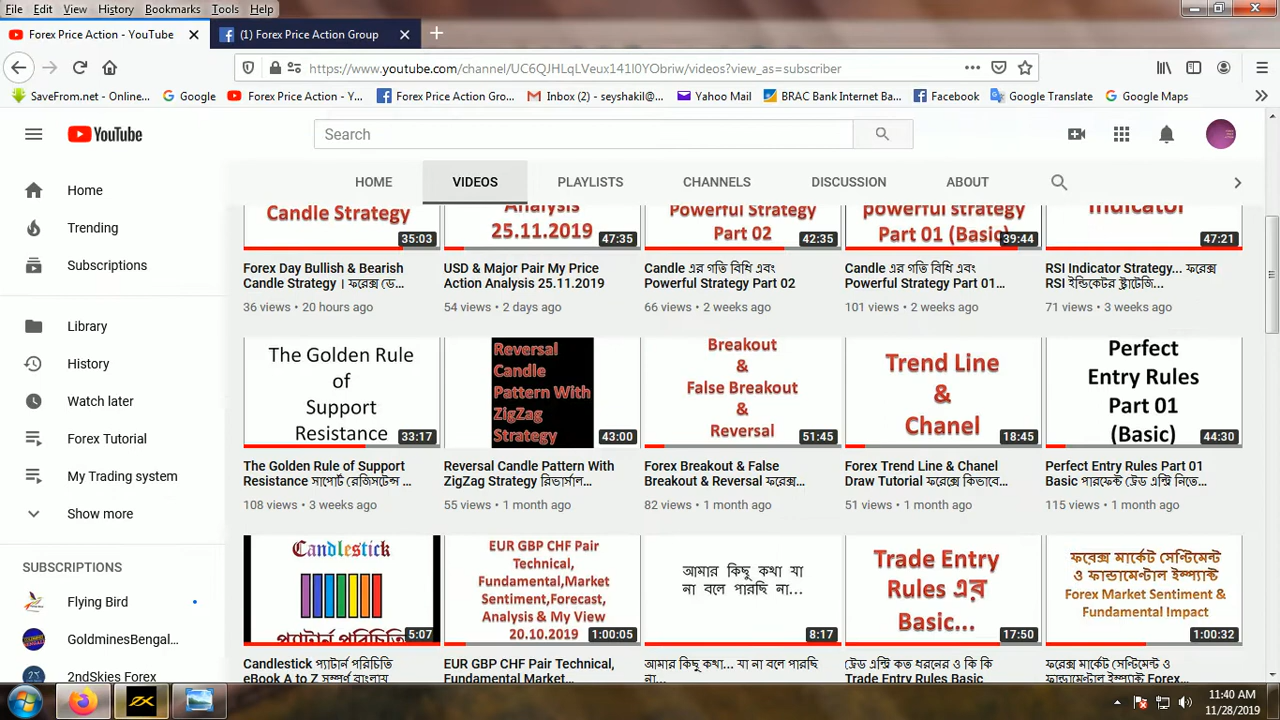 File Edit View History Bookmarks Tools Help
Forex Price Action - YouTube
(1) Forex Price Action Group
https://www.youtube.com/channel/UC6QJHLqLVeux141I0YObriw/videos?view_as=subscriber
SaveFrom.net - Online...
Google
Forex Price Action - Y...
Forex Price Action Gro...
Inbox (2) - seyshakil@...
Yahoo Mail
BRAC Bank Internet Ba...
Facebook
Google Translate
Google Maps
YouTube
Search
HOME VIDEOS PLAYLISTS CHANNELS DISCUSSION ABOUT
Home
Trending
Subscriptions
Library
History
Watch later
Forex Tutorial
My Trading system
Show more
SUBSCRIPTIONS
Flying Bird
GoldminesBengal...
2ndSkies Forex
Candle Strategy
35:03
Forex Day Bullish & Bearish
Candle Strategy । ফরেক্স ডে...
36 views • 20 hours ago
Analysis
25.11.2019
47:35
USD & Major Pair My Price
Action Analysis 25.11.2019
54 views • 2 days ago
Powerful Strategy
Part 02
42:35
Candle এর গতি বিধি এবং
Powerful Strategy Part 02
66 views • 2 weeks ago
powerful strategy
Part 01 (Basic)
39:44
Candle এর গতি বিধি এবং
Powerful Strategy Part 01...
101 views • 2 weeks ago
Indicator
47:21
RSI Indicator Strategy... ফরেক্স
RSI ইন্ডিকেটর স্ট্রাটেজি...
71 views • 3 weeks ago
The Golden Rule
of
Support
Resistance
33:17
The Golden Rule of Support
Resistance সাপোর্ট রেজিসটেন্স ...
108 views • 3 weeks ago
Reversal
Candle
Pattern With
ZigZag
Strategy
43:00
Reversal Candle Pattern With
ZigZag Strategy রিভার্সাল...
55 views • 1 month ago
Breakout
&
False Breakout
&
Reversal
51:45
Forex Breakout & False
Breakout & Reversal ফরেক্স...
82 views • 1 month ago
Trend Line
&
Chanel
18:45
Forex Trend Line & Chanel
Draw Tutorial ফরেক্সে কিভাবে...
51 views • 1 month ago
Perfect
Entry Rules
Part 01
(Basic)
44:30
Perfect Entry Rules Part 01
Basic পারফেক্ট ট্রেড এন্ট্রি নিতে...
115 views • 1 month ago
Candlestick
প্যাটার্ন পরিচিতি
5:07
Candlestick প্যাটার্ন পরিচিতি
eBook A to Z সম্পূর্ণ বাংলায়
EUR GBP CHF Pair
Technical,
Fundamental,Market
Sentiment,Forecast,
Analysis & My View
20.10.2019
1:00:05
EUR GBP CHF Pair Technical,
Fundamental Market...
আমার কিছু কথা যা
না বলে পারছি না...
8:17
আমার কিছু কথা... যা না বলে পারছি
না...
Trade Entry
Rules এর
Basic...
17:50
ট্রেড এন্ট্রি কত ধরনের ও কি কি
Trade Entry Rules Basic
ফরেক্স মার্কেট সেন্টিমেন্ট
ও ফান্ডামেন্টাল ইম্প্যাক্ট
Forex Market Sentiment &
Fundamental Impact
1:00:32
ফরেক্স মার্কেট সেন্টিমেন্ট ও
ফান্ডামেন্টাল ইম্প্যাক্ট Forex...
11:40 AM
11/28/2019